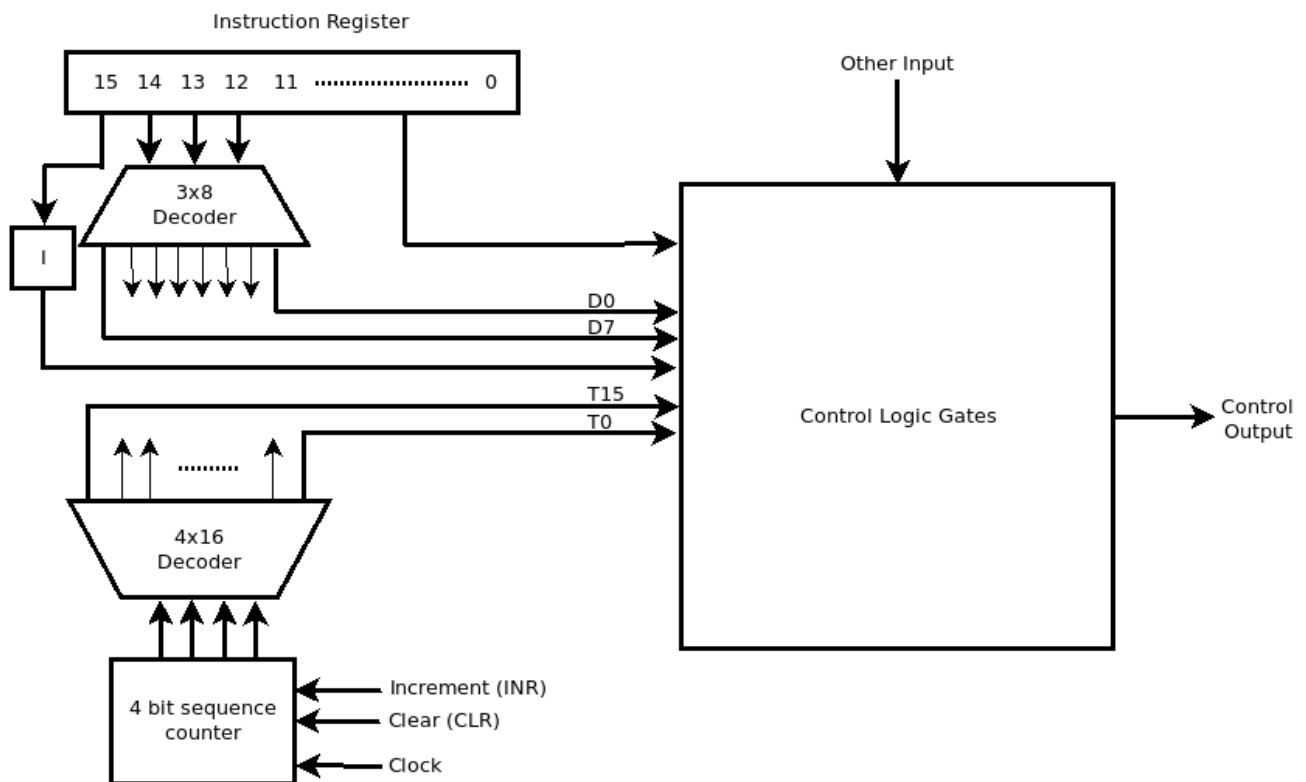 Instruction Register
15 14 13 12 11 ........................... 0
Other Input
3x8
Decoder
I
D0
D7
T15
T0
Control Logic Gates
Control
Output
..........
4x16
Decoder
4 bit sequence
counter
Increment (INR)
Clear (CLR)
Clock